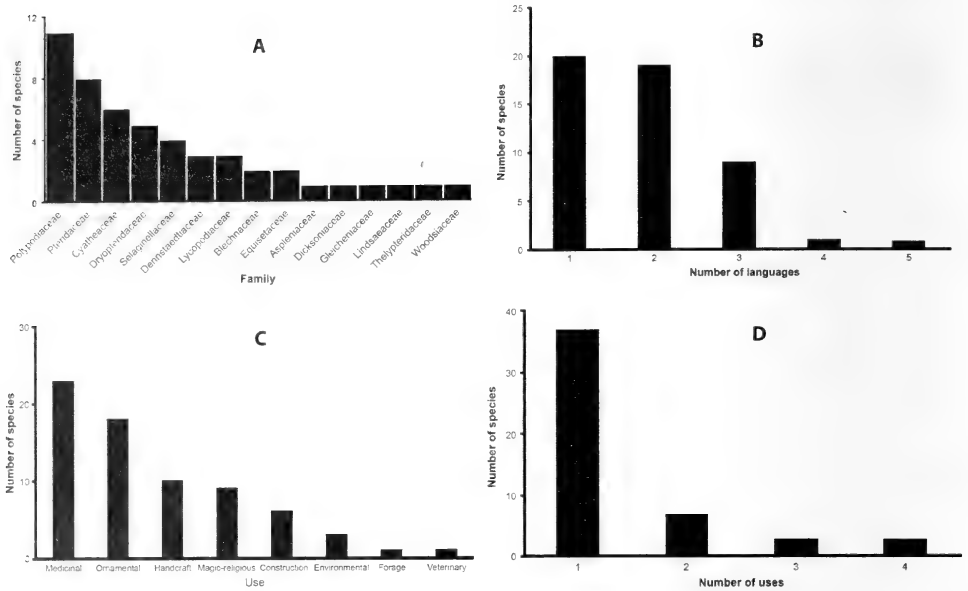 A
Number of species
12
8
4
0
Polypodiaceae
Pteridaceae
Cyatheaceae
Dryopteridaceae
Selaginellaceae
Dennstaedtiaceae
Lycopodiaceae
Blechnaceae
Equisetaceae
Aspleniaceae
Dicksoniaceae
Gleicheniaceae
Lindsaeaceae
Thelypteridaceae
Woodsiaceae
Family
B
Number of species
25
20
15
10
5
0
1 2 3 4 5
Number of languages
C
Number of species
30
20
10
Medicinal Ornamental Handcraft Magic-religious Construction Environmental Forage Veterinary
Use
D
Number of species
40
30
20
10
0
1 2 3 4
Number of uses